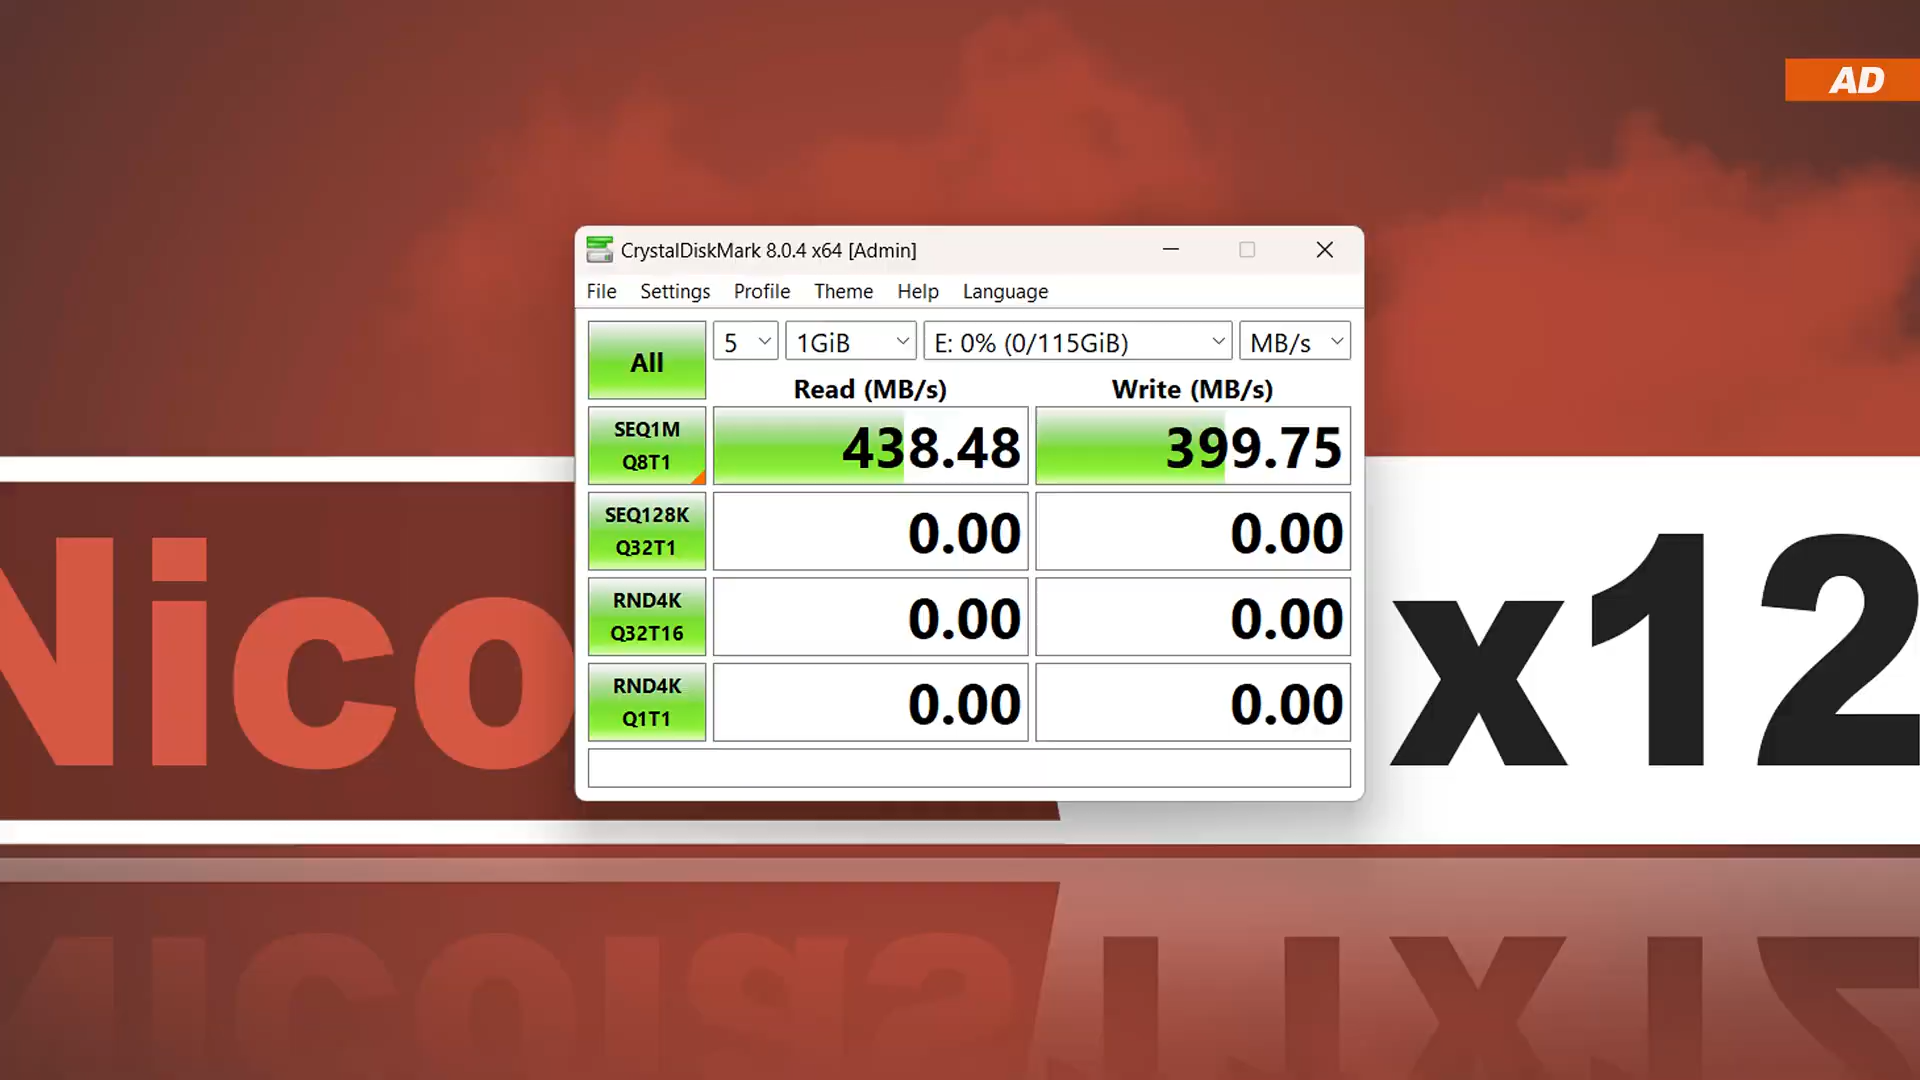 AD
CrystalDiskMark 8.0.4 x64 [Admin]
File Settings Profile Theme Help Language
All 5 1GiB E: 0% (0/115GiB) MB/s
Read (MB/s) Write (MB/s)
SEQ1M
Q8T1 438.48 399.75
SEQ128K
Q32T1 0.00 0.00
RND4K
Q32T16 0.00 0.00
RND4K
Q1T1 0.00 0.00
Nico x12